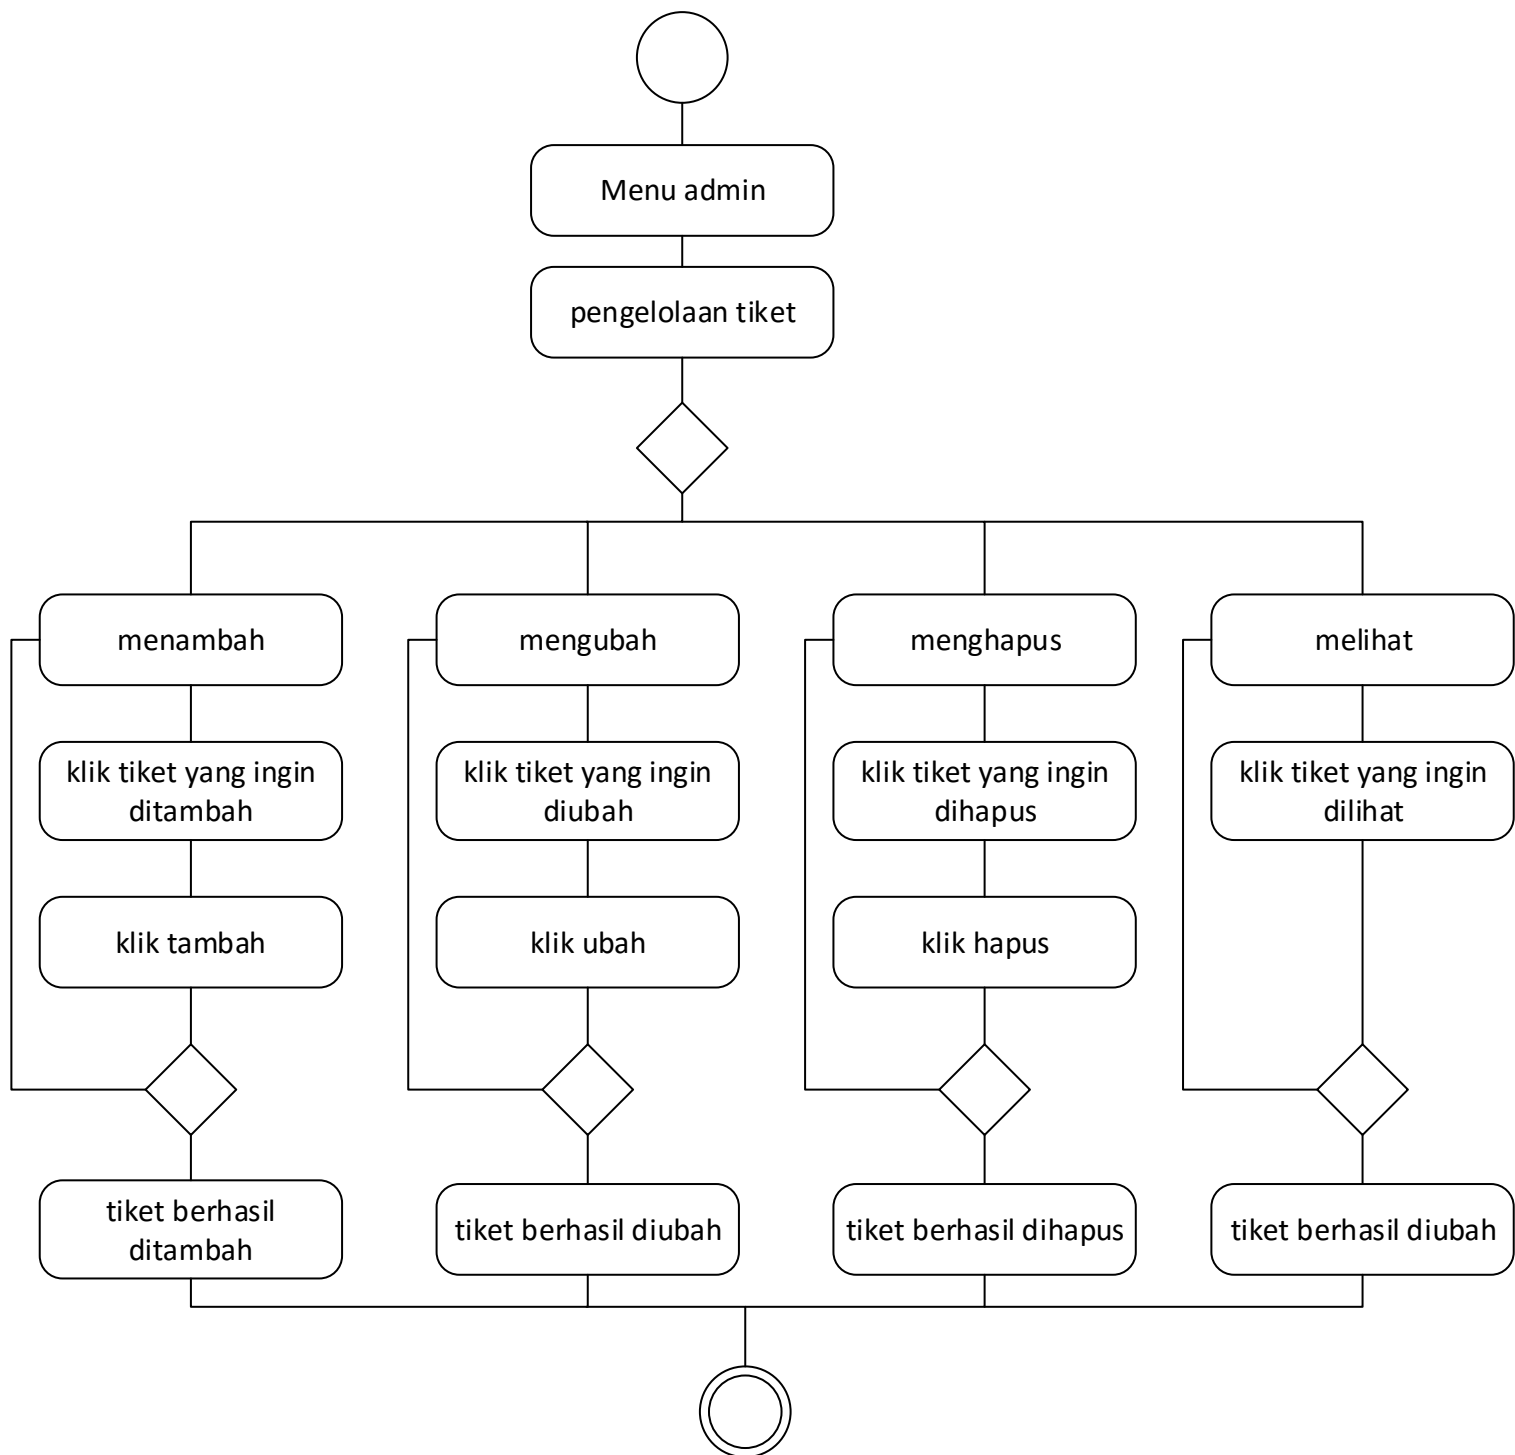 Menu admin
pengelolaan tiket
menambah
mengubah
menghapus
melihat
klik tiket yang ingin
ditambah
klik tiket yang ingin
diubah
klik tiket yang ingin
dihapus
klik tiket yang ingin
dilihat
klik tambah
klik ubah
klik hapus
tiket berhasil
ditambah
tiket berhasil diubah
tiket berhasil dihapus
tiket berhasil diubah